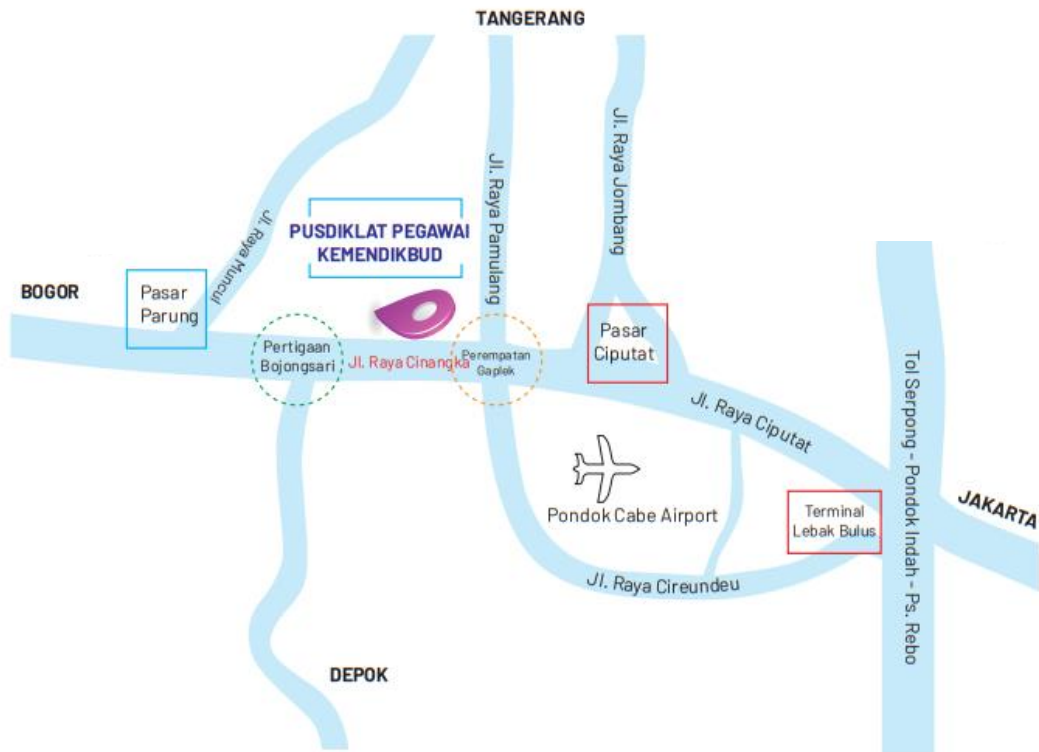 TANGERANG
Jl. Raya Muncul
Jl. Raya Pamulang
Jl. Raya Jombang
PUSDIKLAT PEGAWAI
KEMENDIKBUD
BOGOR
Pasar
Parung
Pertigaan
Bojongsari
Jl. Raya Cinangka
Perempatan
Gaplek
Pasar
Ciputat
Jl. Raya Ciputat
Tol Serpong - Pondok Indah - Ps. Rebo
Pondok Cabe Airport
Terminal
Lebak Bulus
JAKARTA
Jl. Raya Cireundeu
DEPOK